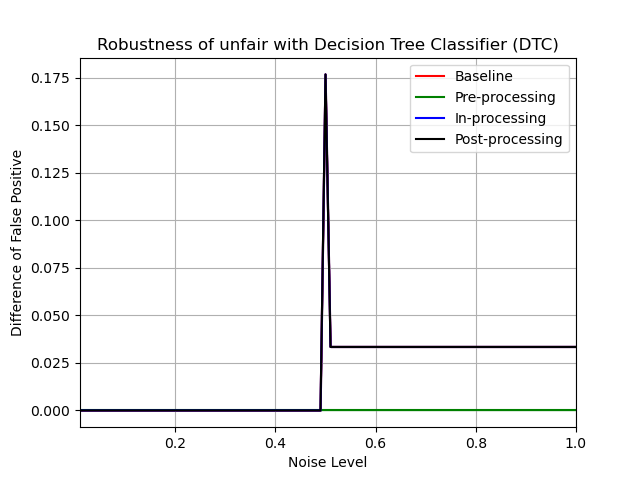 Robustness of unfair with Decision Tree Classifier (DTC)
Baseline
Pre-processing
In-processing
Post-processing
Difference of False Positive
0.175
0.150
0.125
0.100
0.075
0.050
0.025
0.000
0.2 0.4 0.6 0.8 1.0
Noise Level